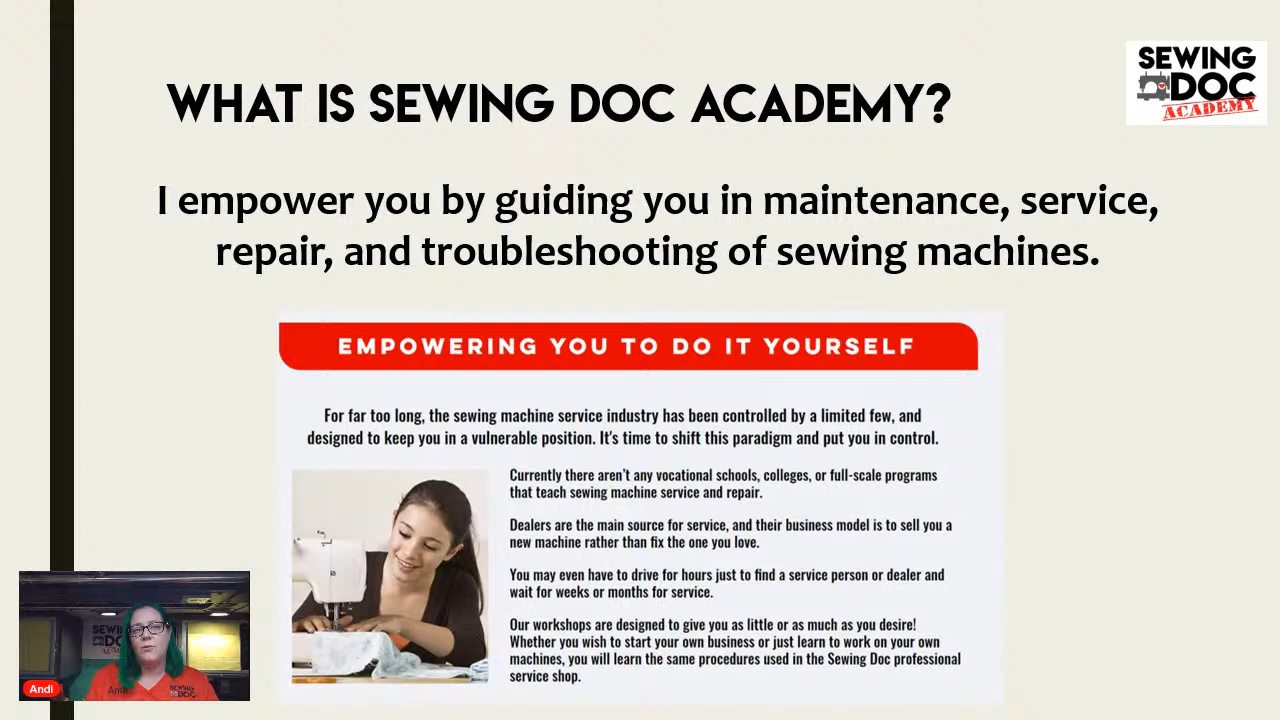 WHAT IS SEWING DOC ACADEMY?
SEWING
DOC
ACADEMY
I empower you by guiding you in maintenance, service,
repair, and troubleshooting of sewing machines.
EMPOWERING YOU TO DO IT YOURSELF
For far too long, the sewing machine service industry has been controlled by a limited few, and
designed to keep you in a vulnerable position. It's time to shift this paradigm and put you in control.
Currently there aren't any vocational schools, colleges, or full-scale programs
that teach sewing machine service and repair.
Dealers are the main source for service, and their business model is to sell you a
new machine rather than fix the one you love.
You may even have to drive for hours just to find a service person or dealer and
wait for weeks or months for service.
Our workshops are designed to give you as little or as much as you desire!
Whether you wish to start your own business or just learn to work on your own
machines, you will learn the same procedures used in the Sewing Doc professional
service shop.
Andi
Andi
SEWING
DOC